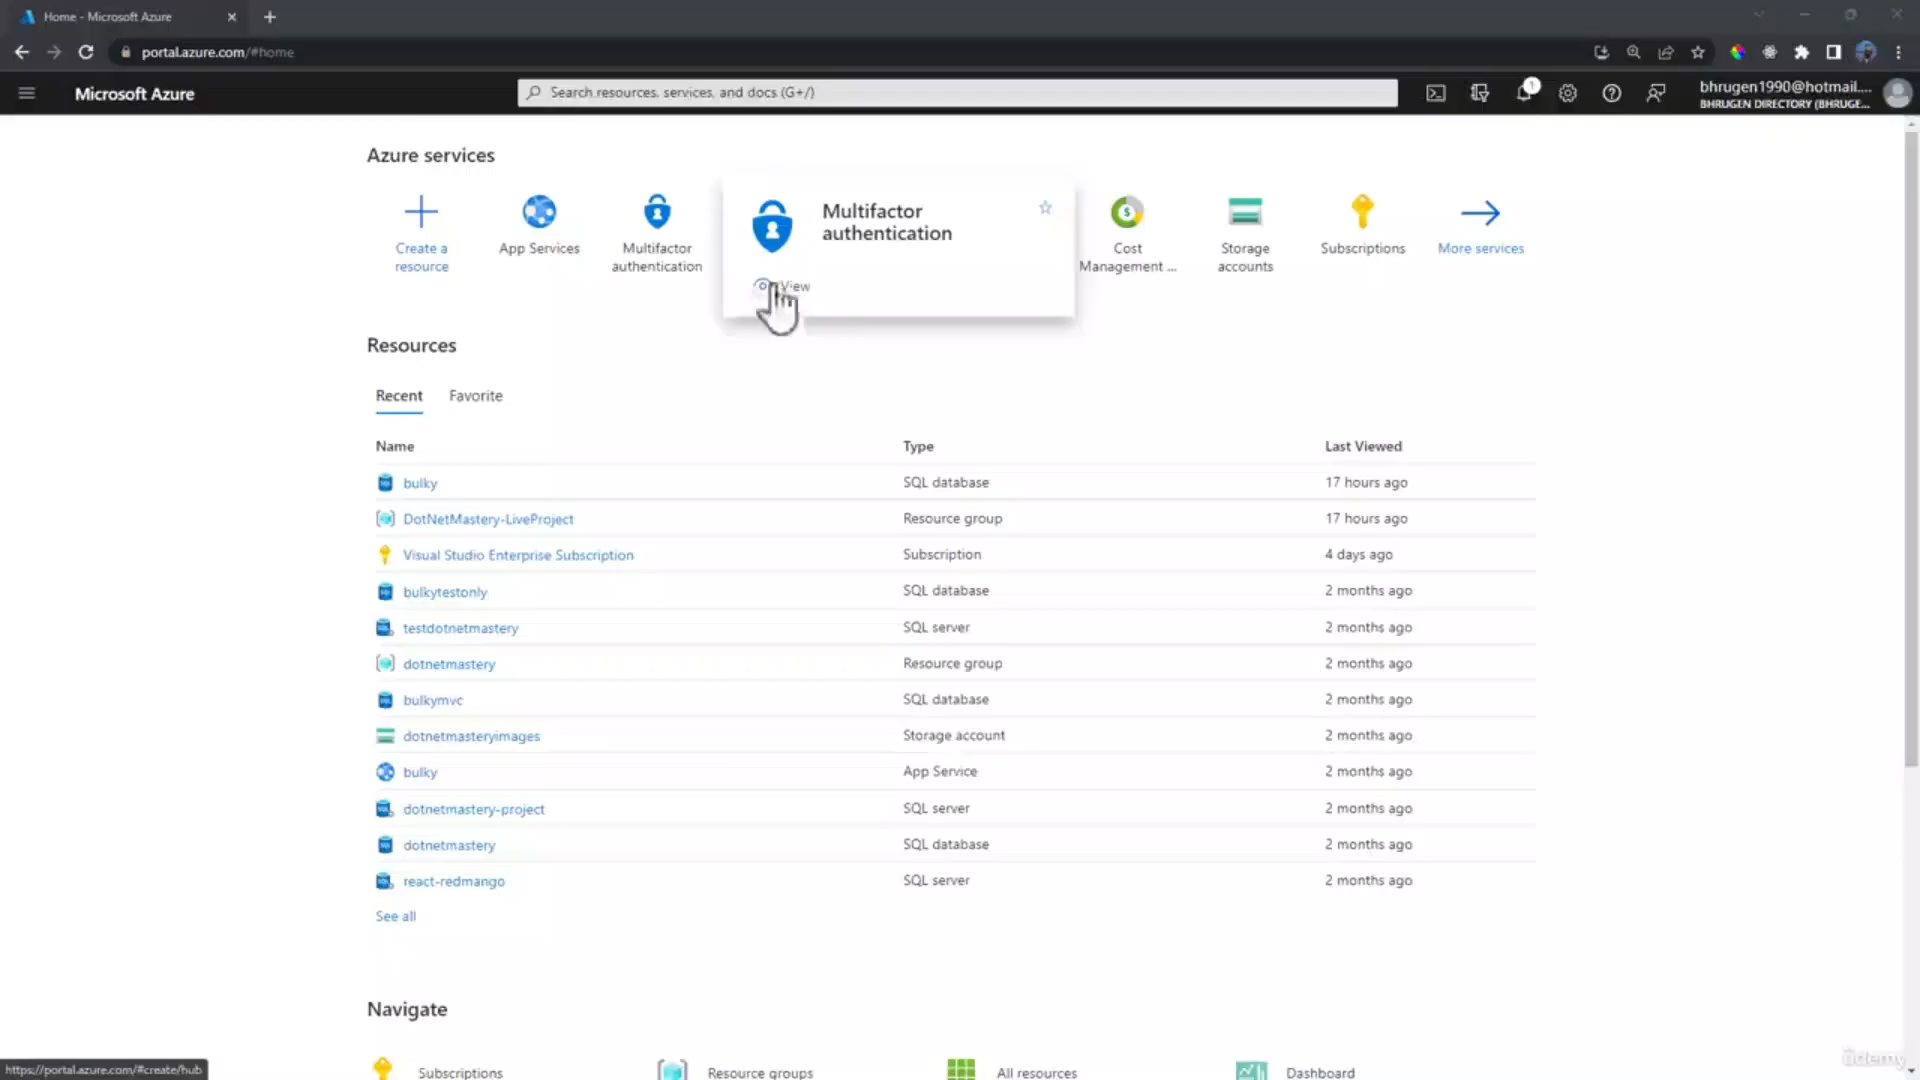 Home - Microsoft Azure
portal.azure.com/#home
Microsoft Azure
Search resources, services, and docs (G+/)
1
bhrugen1990@hotmail....
BHRUGEN DIRECTORY (BHRUGE...
Azure services
Create a
resource
App Services
Multifactor
authentication
Multifactor
authentication
View
Cost
Management ...
Storage
accounts
Subscriptions
More services
Resources
Recent
Favorite
Name Type Last Viewed
bulky SQL database 17 hours ago
DotNetMastery-LiveProject Resource group 17 hours ago
Visual Studio Enterprise Subscription Subscription 4 days ago
bulkytestonly SQL database 2 months ago
testdotnetmastery SQL server 2 months ago
dotnetmastery Resource group 2 months ago
bulkymvc SQL database 2 months ago
dotnetmasteryimages Storage account 2 months ago
bulky App Service 2 months ago
dotnetmastery-project SQL server 2 months ago
dotnetmastery SQL database 2 months ago
react-redmango SQL server 2 months ago
See all
Navigate
Subscriptions
Resource groups
All resources
Dashboard
https://portal.azure.com/#create/hub
ûdemy